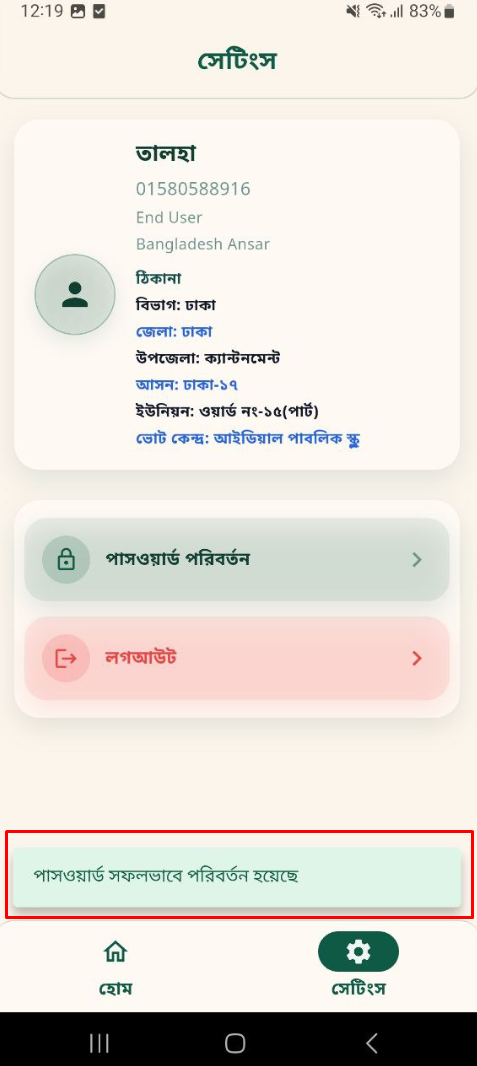 12:19
83%
সেটিংস
তালহা
01580588916
End User
Bangladesh Ansar
ঠিকানা
বিভাগ: ঢাকা
জেলা: ঢাকা
উপজেলা: ক্যান্টনমেন্ট
আসন: ঢাকা-১৭
ইউনিয়ন: ওয়ার্ড নং-১৫(পার্ট)
ভোট কেন্দ্র: আইডিয়াল পাবলিক
পাসওয়ার্ড পরিবর্তন
লগআউট
পাসওয়ার্ড সফলভাবে পরিবর্তন হয়েছে
হোম
সেটিংস